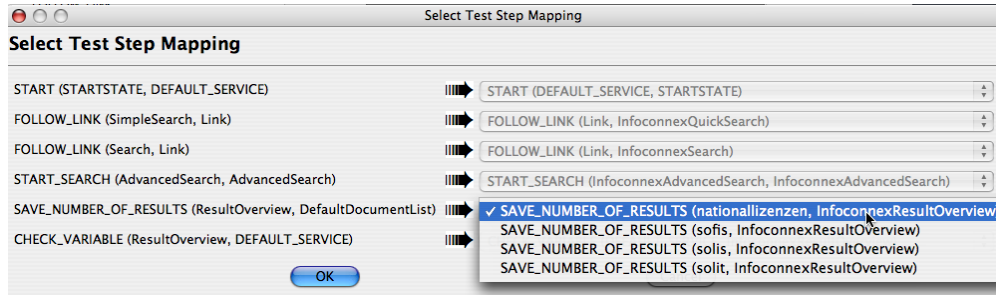 Select Test Step Mapping
Select Test Step Mapping
START (STARTSTATE, DEFAULT_SERVICE)
START (DEFAULT_SERVICE, STARTSTATE)
FOLLOW_LINK (SimpleSearch, Link)
FOLLOW_LINK (Link, InfoconnexQuickSearch)
FOLLOW_LINK (Search, Link)
FOLLOW_LINK (Link, InfoconnexSearch)
START_SEARCH (AdvancedSearch, AdvancedSearch)
START_SEARCH (InfoconnexAdvancedSearch, InfoconnexAdvancedSearch)
SAVE_NUMBER_OF_RESULTS (ResultOverview, DefaultDocumentList)
✓ SAVE_NUMBER_OF_RESULTS (nationallizenzen, InfoconnexResultOverview
SAVE_NUMBER_OF_RESULTS (sofis, InfoconnexResultOverview)
CHECK_VARIABLE (ResultOverview, DEFAULT_SERVICE)
SAVE_NUMBER_OF_RESULTS (solis, InfoconnexResultOverview)
SAVE_NUMBER_OF_RESULTS (solit, InfoconnexResultOverview)
OK